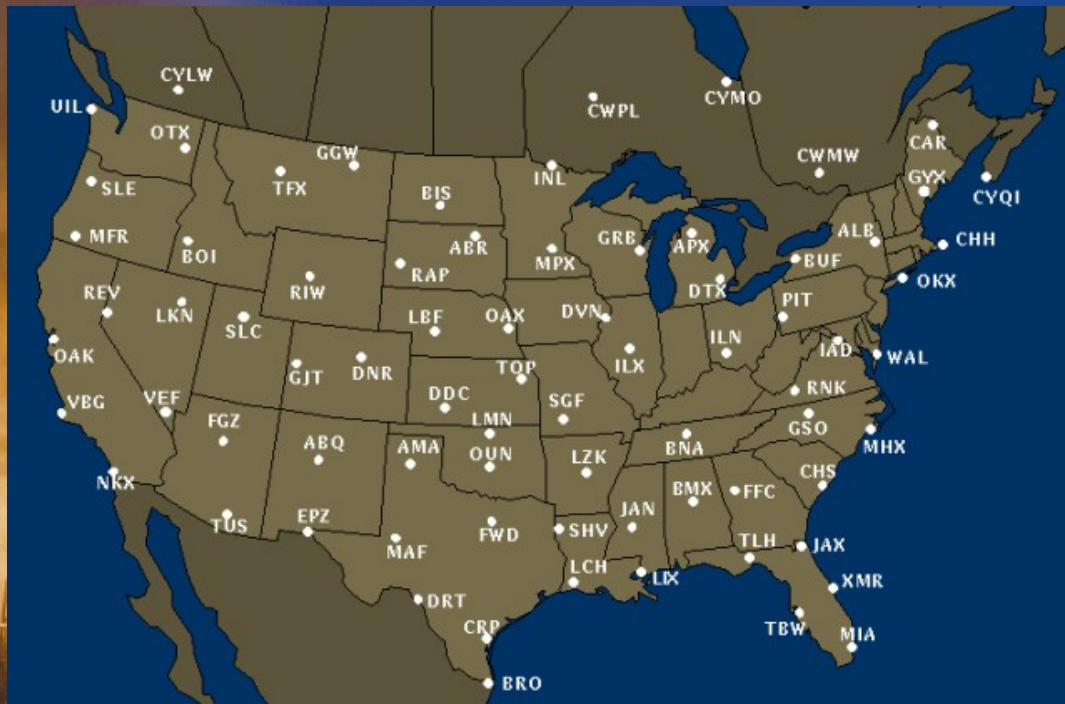 CYLW
CYMO
UIL
CWPL
OTX
CAR
GGW
CWMW
INL
GYX
TFX
SLE
BIS
CYQI
MFR
ALB
GRB
CHH
ABR
APX
BOI
MPX
BUF
RAP
OKX
REV
RIW
DTX
LKN
PIT
DVN
LBF
OAX
SLC
ILN
IAD
OAK
WAL
ILX
TOP
GJT
DNR
RNK
DDC
VEF
SGF
VBG
FGZ
LMN
GSO
ABQ
BNA
MHX
AMA
OUN
LZK
CHS
NKX
BMX
FFC
JAN
EPZ
TUS
FWD
SHV
TLH
JAX
MAF
LCH
LIX
XMR
DRT
CRP
TBW
MIA
BRO